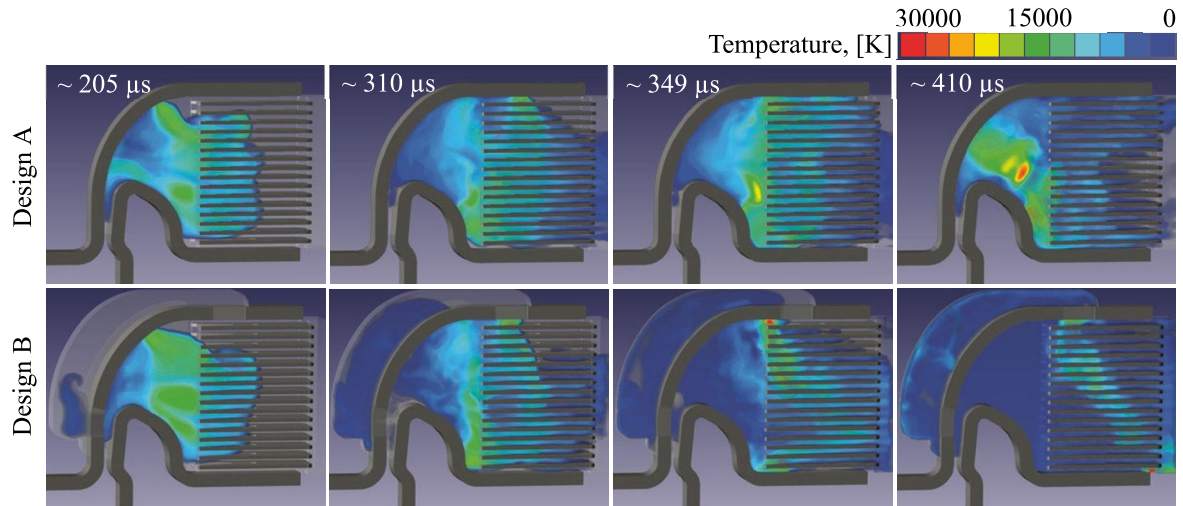 30000 15000 0
Temperature, [K]
~ 205 µs ~ 310 µs ~ 349 µs ~ 410 µs
Design A
Design B